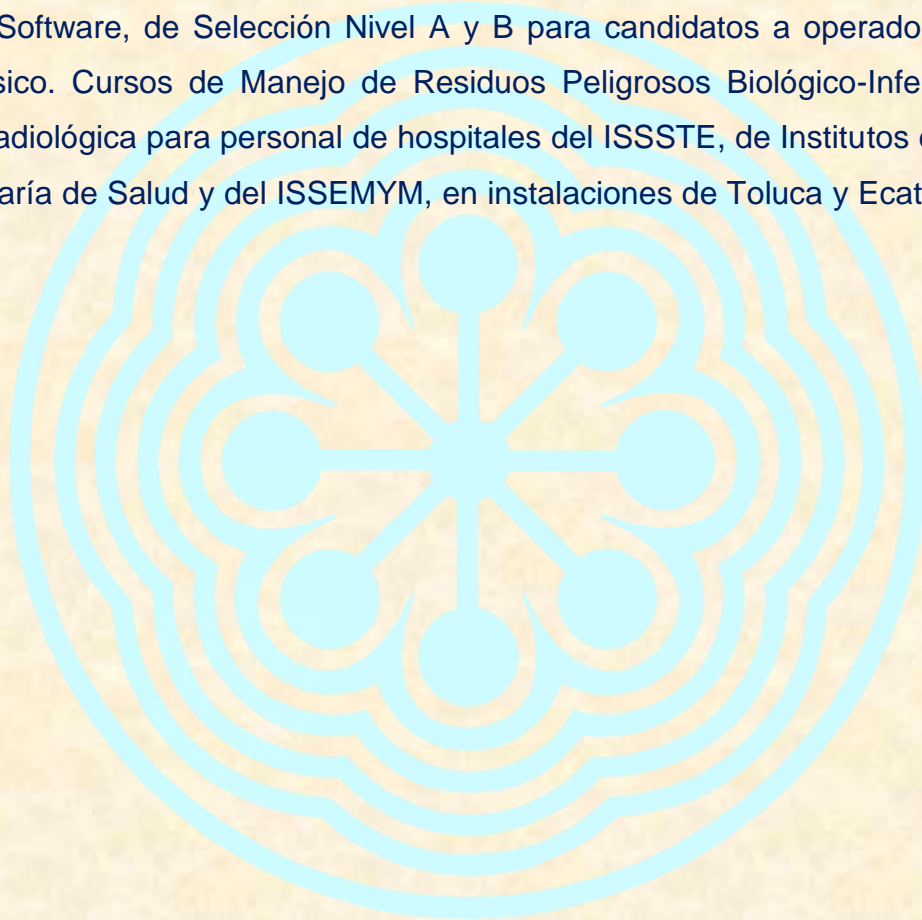 Software, de Selección Nivel A y B para candidatos a operado
sico. Cursos de Manejo de Residuos Peligrosos Biológico-Infe
adiológica para personal de hospitales del ISSSTE, de Institutos
aría de Salud y del ISSEMYM, en instalaciones de Toluca y Ecat